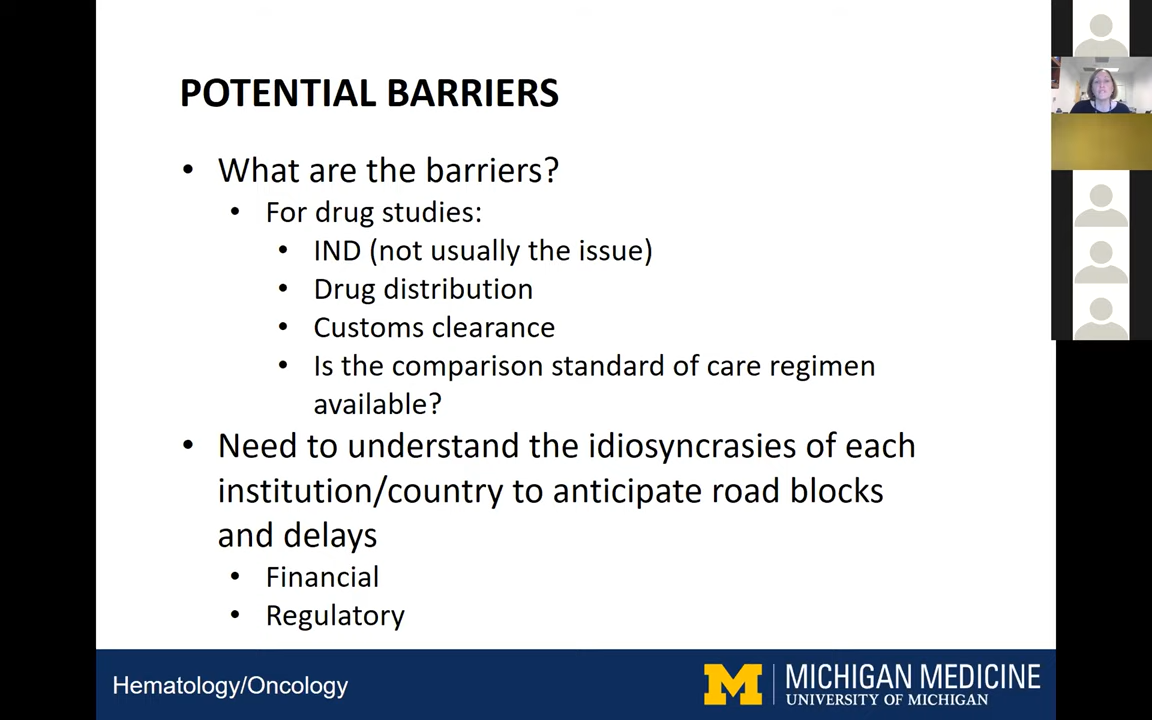 POTENTIAL BARRIERS
• What are the barriers?
• For drug studies:
• IND (not usually the issue)
• Drug distribution
• Customs clearance
• Is the comparison standard of care regimen
available?
• Need to understand the idiosyncrasies of each
institution/country to anticipate road blocks
and delays
• Financial
• Regulatory
Hematology/Oncology
M
MICHIGAN MEDICINE
UNIVERSITY OF MICHIGAN